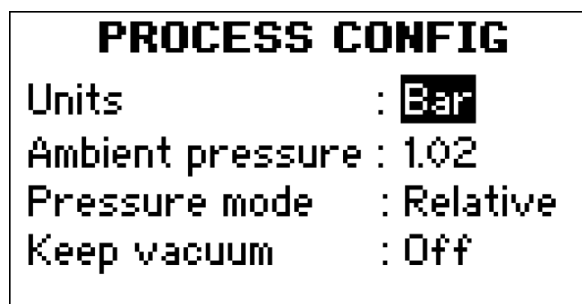 PROCESS CONFIG
Units : Bar
Ambient pressure : 1.02
Pressure mode : Relative
Keep vacuum : Off